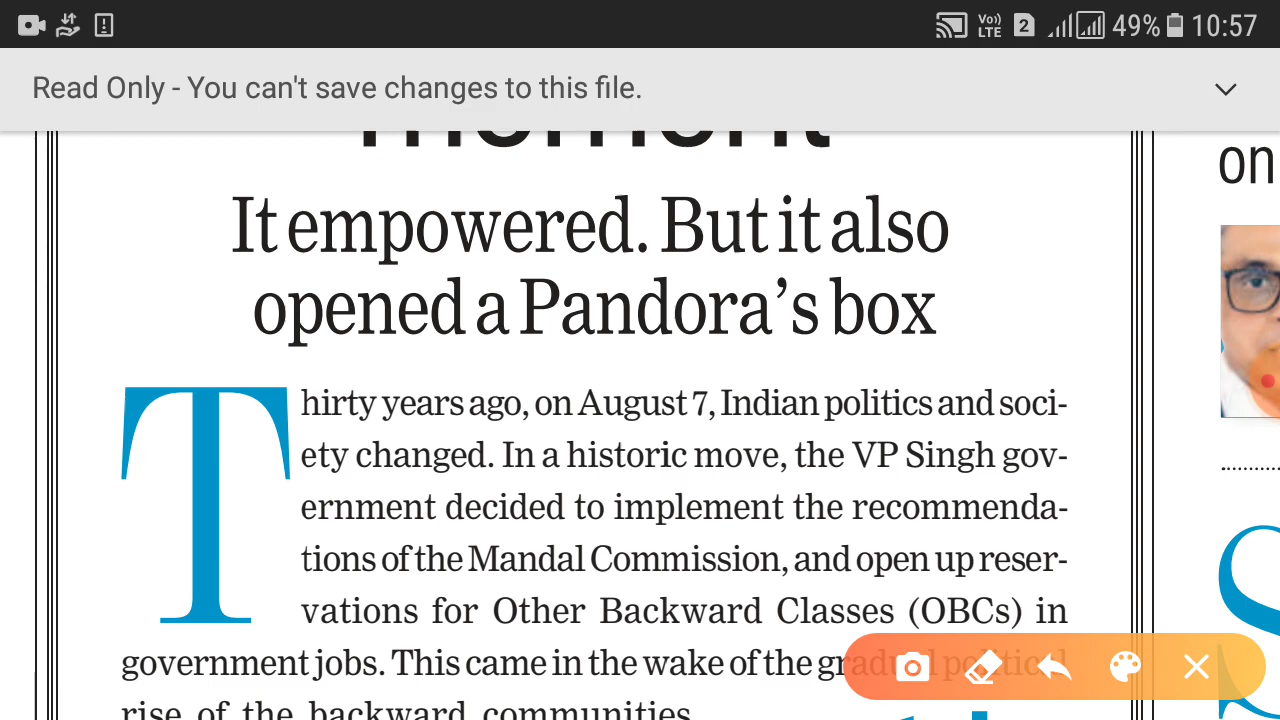 49% 10:57
Read Only - You can't save changes to this file.
moment
It empowered. But it also
opened a Pandora's box
Thirty years ago, on August 7, Indian politics and soci-
ety changed. In a historic move, the VP Singh gov-
ernment decided to implement the recommenda-
tions of the Mandal Commission, and open up reser-
vations for Other Backward Classes (OBCs) in
government jobs. This came in the wake of the gradual political
rise of the backward communities
on
S